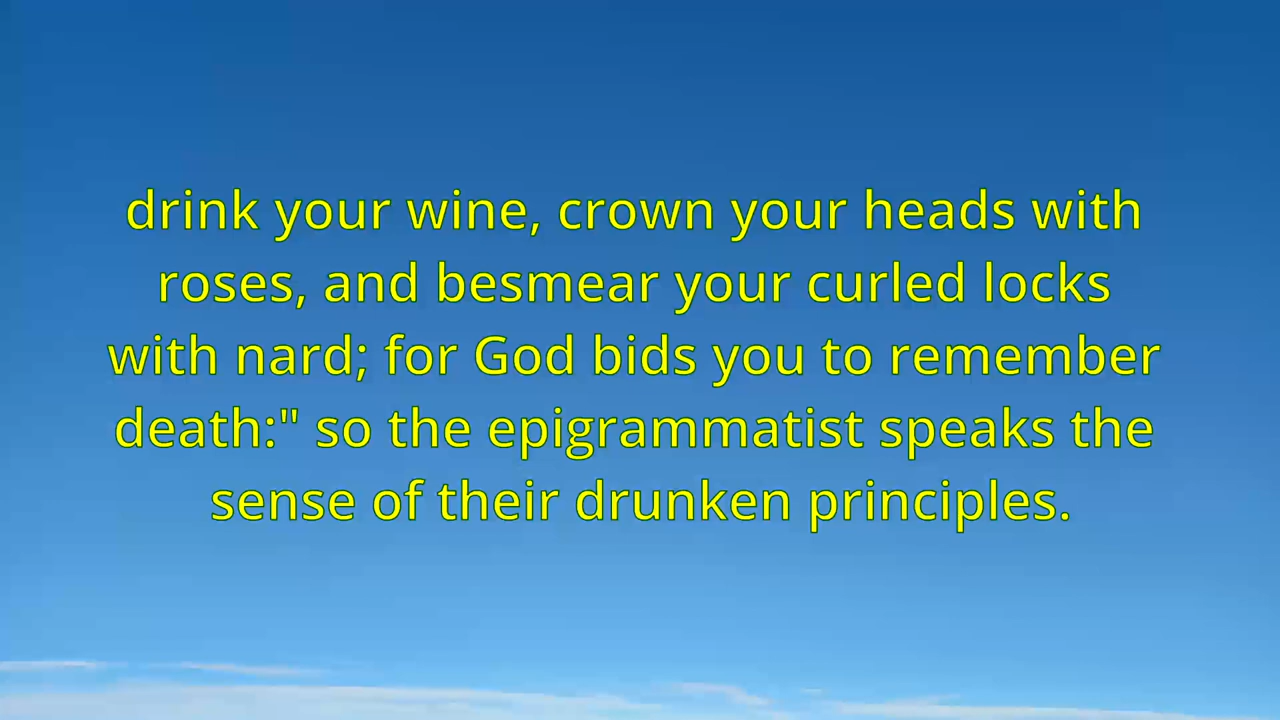 drink your wine, crown your heads with
roses, and besmear your curled locks
with nard; for God bids you to remember
death:" so the epigrammatist speaks the
sense of their drunken principles.